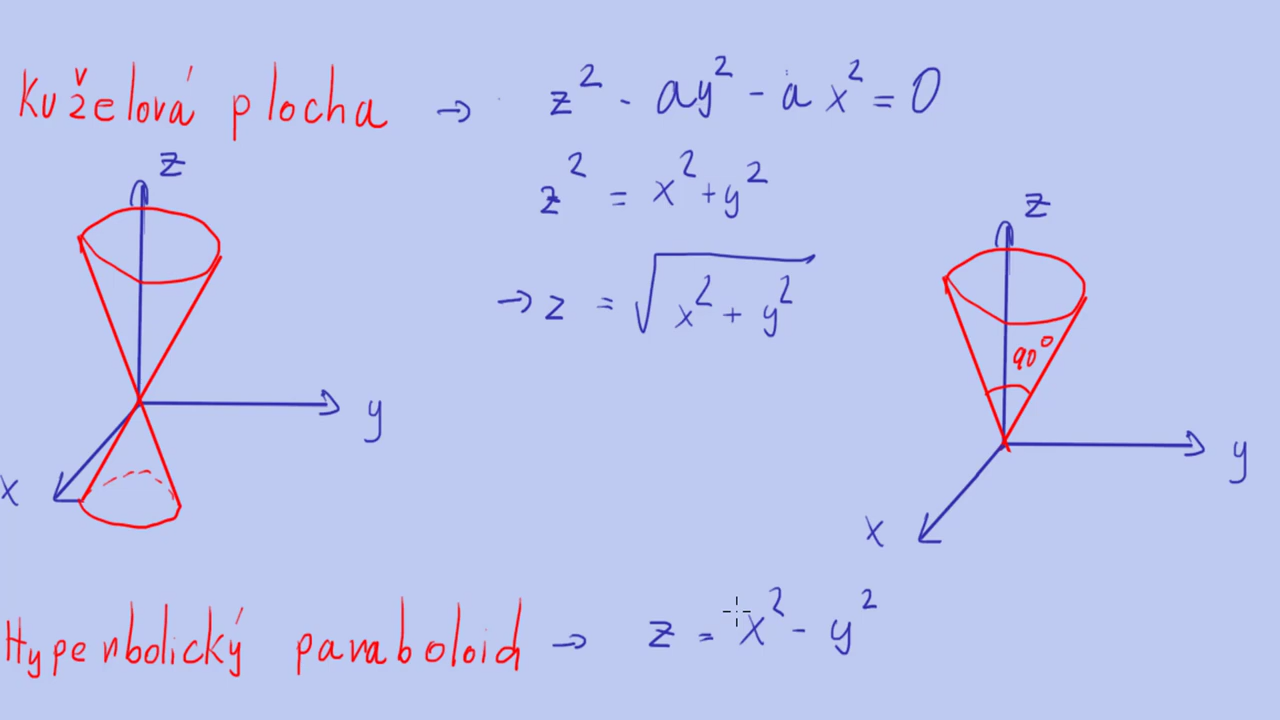 Kuželová plocha → z² - ay² - ax² = 0
z
z² = x² + y²
z
→ z = √x² + y²
90°
y
y
x
x
Hyperbolický paraboloid → z = x² - y²